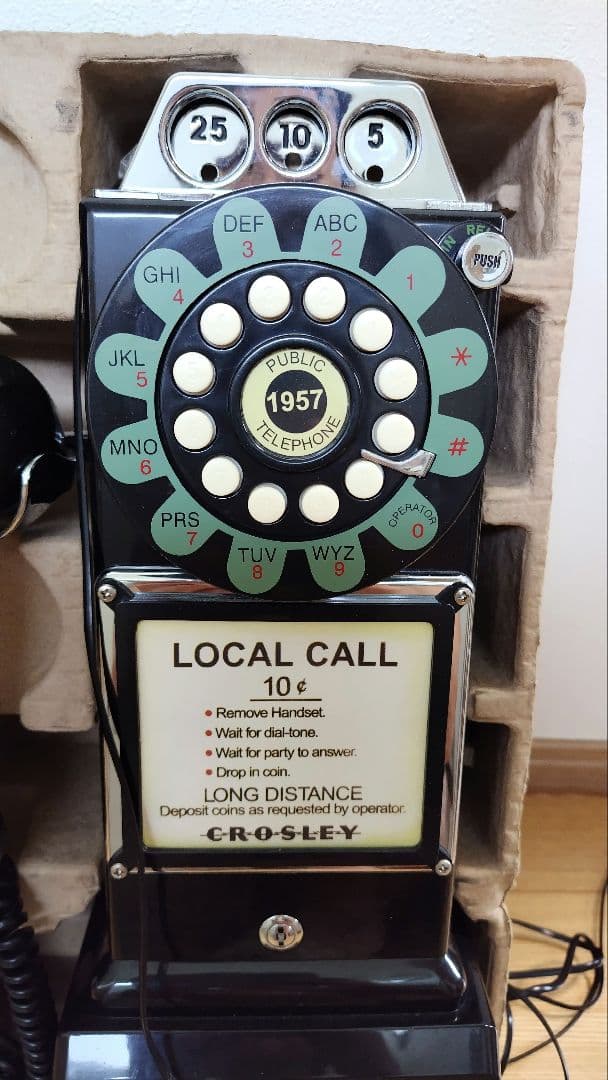 25 10 5
IN RE
PUSH
DEF
3
ABC
2
1
GHI
4
JKL
5
*
MNO
6
#
PRS
7
OPERATOR
0
TUV
8
WYZ
9
PUBLIC
1957
TELEPHONE
LOCAL CALL
10 ¢
• Remove Handset.
• Wait for dial-tone.
• Wait for party to answer.
• Drop in coin.
LONG DISTANCE
Deposit coins as requested by operator.
CROSLEY